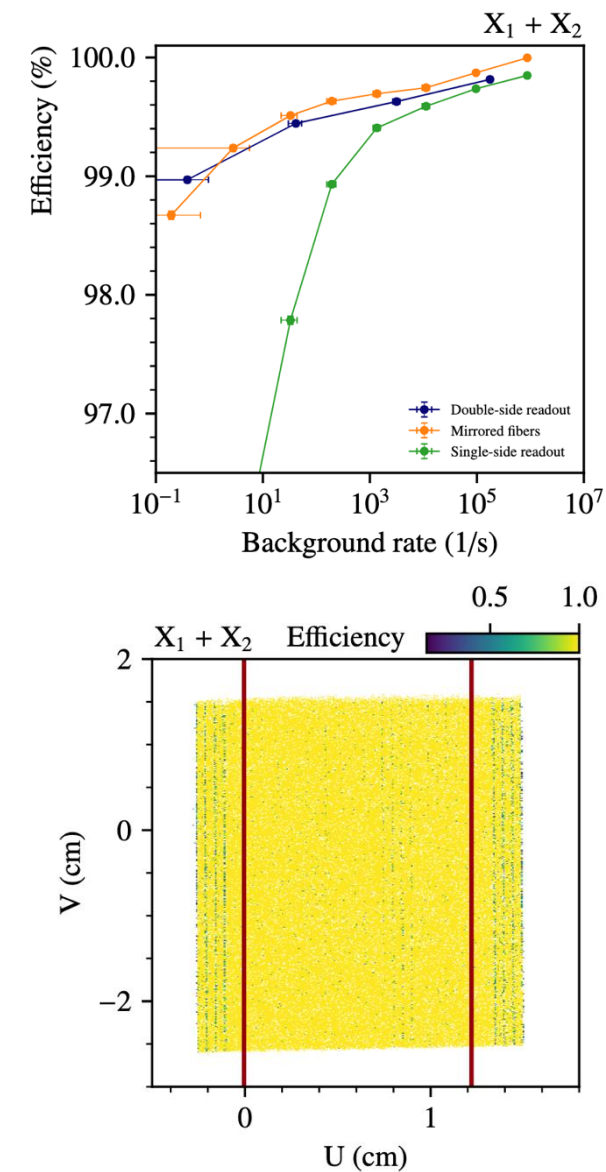 X₁ + X₂
Efficiency (%)
100.0
99.0
98.0
97.0
Double-side readout
Mirrored fibers
Single-side readout
10⁻¹ 10¹ 10³ 10⁵ 10⁷
Background rate (1/s)
0.5 1.0
X₁ + X₂ Efficiency
V (cm)
2
0
−2
0 1
U (cm)